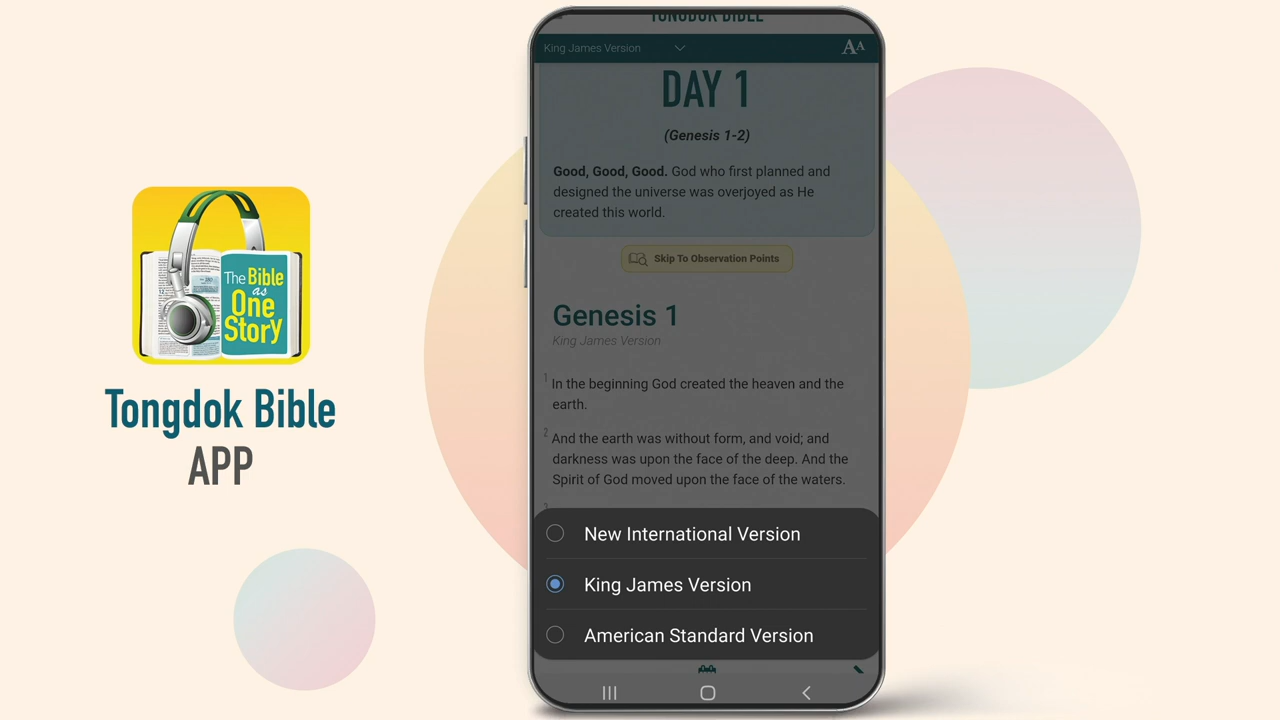 The Bible
as
One
Story
Tongdok Bible
APP
TONGDOK BIBLE
King James Version
AA
DAY 1
(Genesis 1-2)
Good, Good, Good. God who first planned and
designed the universe was overjoyed as He
created this world.
Skip To Observation Points
Genesis 1
King James Version
1 In the beginning God created the heaven and the
earth.
2 And the earth was without form, and void; and
darkness was upon the face of the deep. And the
Spirit of God moved upon the face of the waters.
New International Version
King James Version
American Standard Version